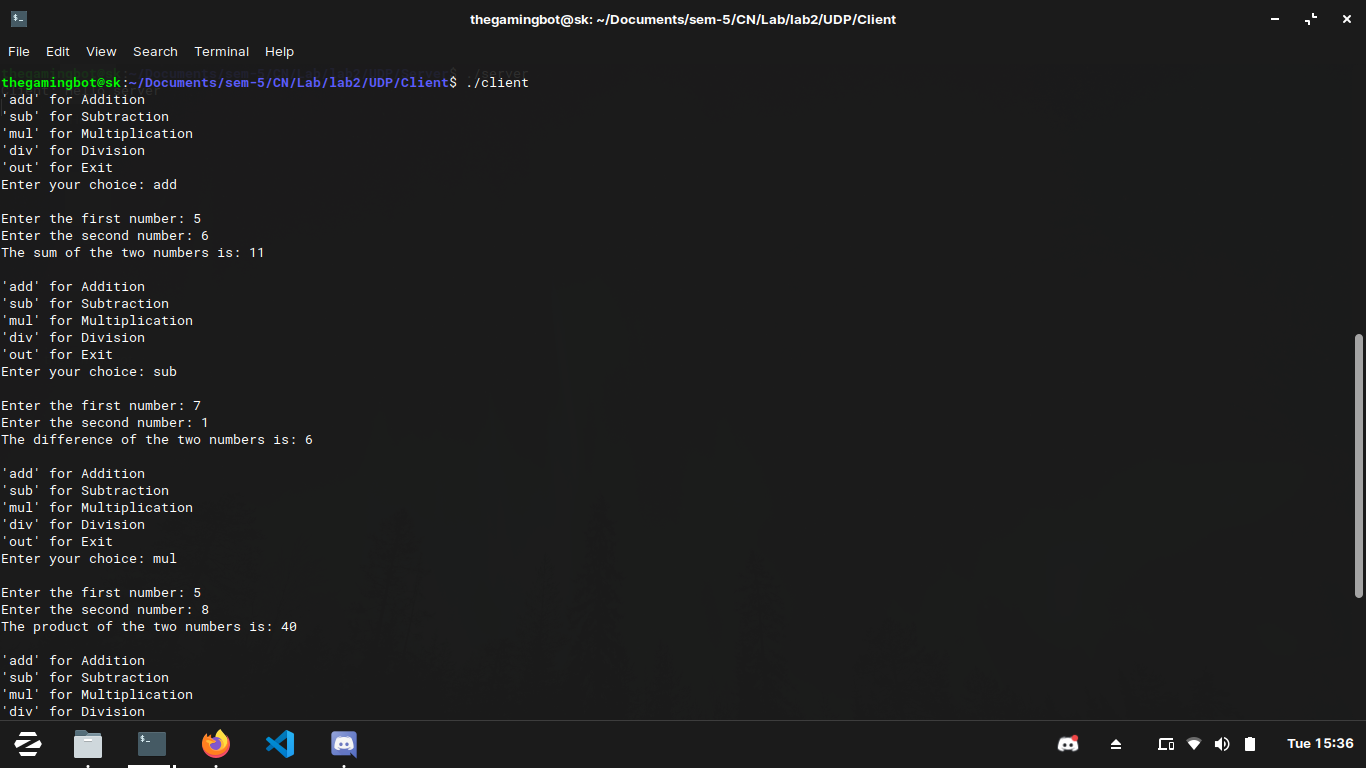 thegamingbot@sk: ~/Documents/sem-5/CN/Lab/lab2/UDP/Client
File Edit View Search Terminal Help
thegamingbot@sk:~/Documents/sem-5/CN/Lab/lab2/UDP/Client$ ./client
'add' for Addition
'sub' for Subtraction
'mul' for Multiplication
'div' for Division
'out' for Exit
Enter your choice: add
Enter the first number: 5
Enter the second number: 6
The sum of the two numbers is: 11
'add' for Addition
'sub' for Subtraction
'mul' for Multiplication
'div' for Division
'out' for Exit
Enter your choice: sub
Enter the first number: 7
Enter the second number: 1
The difference of the two numbers is: 6
'add' for Addition
'sub' for Subtraction
'mul' for Multiplication
'div' for Division
'out' for Exit
Enter your choice: mul
Enter the first number: 5
Enter the second number: 8
The product of the two numbers is: 40
'add' for Addition
'sub' for Subtraction
'mul' for Multiplication
'div' for Division
Tue 15:36